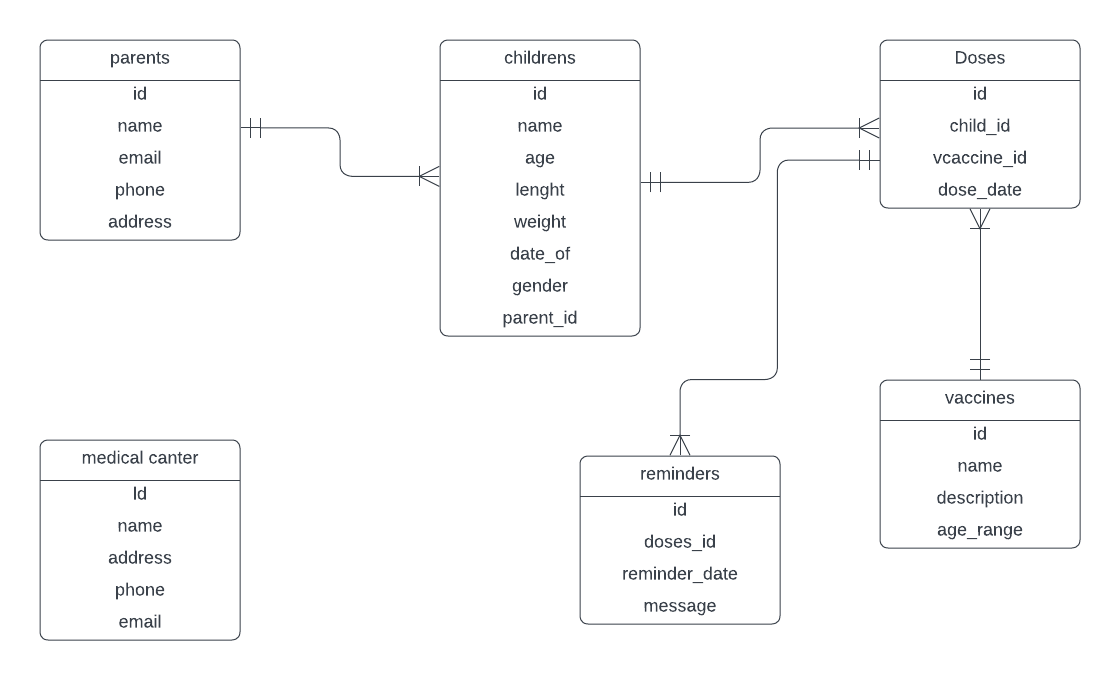 parents
id
name
email
phone
address
childrens
id
name
age
lenght
weight
date_of
gender
parent_id
Doses
id
child_id
vcaccine_id
dose_date
medical canter
Id
name
address
phone
email
reminders
id
doses_id
reminder_date
message
vaccines
id
name
description
age_range